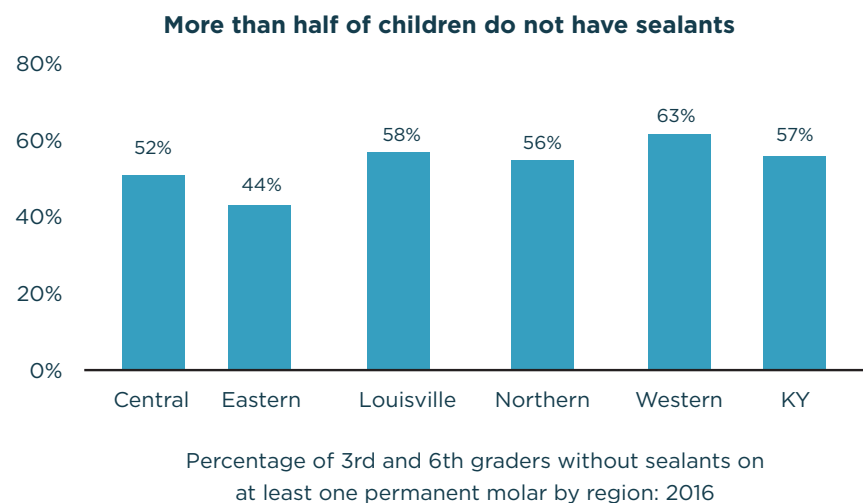 More than half of children do not have sealants
80%
60%
40%
20%
0%
52%
44%
58%
56%
63%
57%
Central
Eastern
Louisville
Northern
Western
KY
Percentage of 3rd and 6th graders without sealants on
at least one permanent molar by region: 2016